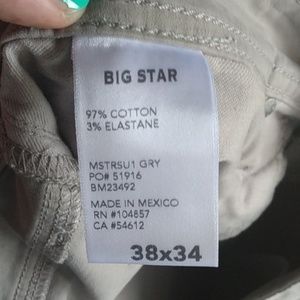 BIG STAR
97% COTTON
3% ELASTANE
MSTRSU1 GRY
PO# 51916
BM23492
MADE IN MEXICO
RN #104857
CA #54612
38x34